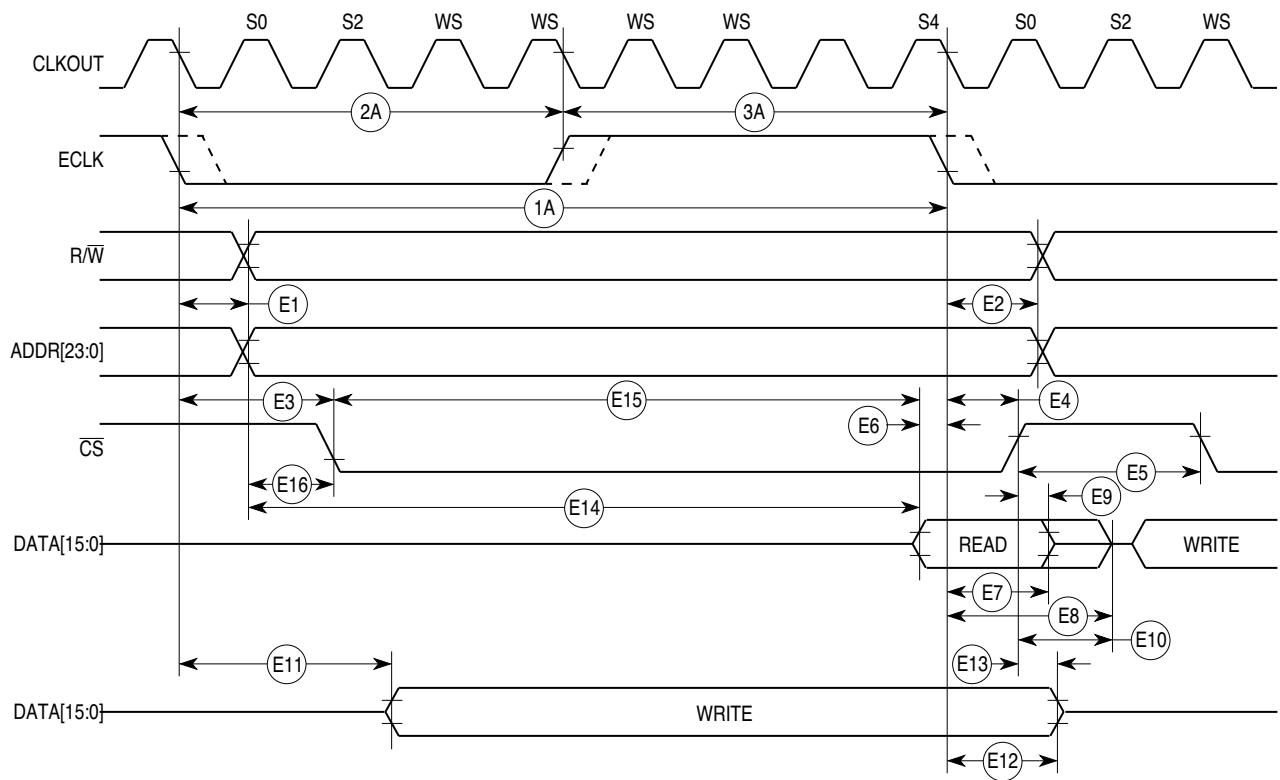 S0 S2 WS WS WS WS S4 S0 S2 WS
CLKOUT
2A 3A
ECLK
1A
R/W̅
E1 E2
ADDR[23:0]
E3 E15 E4
E6
C̅S̅
E5
E16 E9
E14
DATA[15:0] READ WRITE
E7
E8
E10
E11 E13
DATA[15:0] WRITE
E12